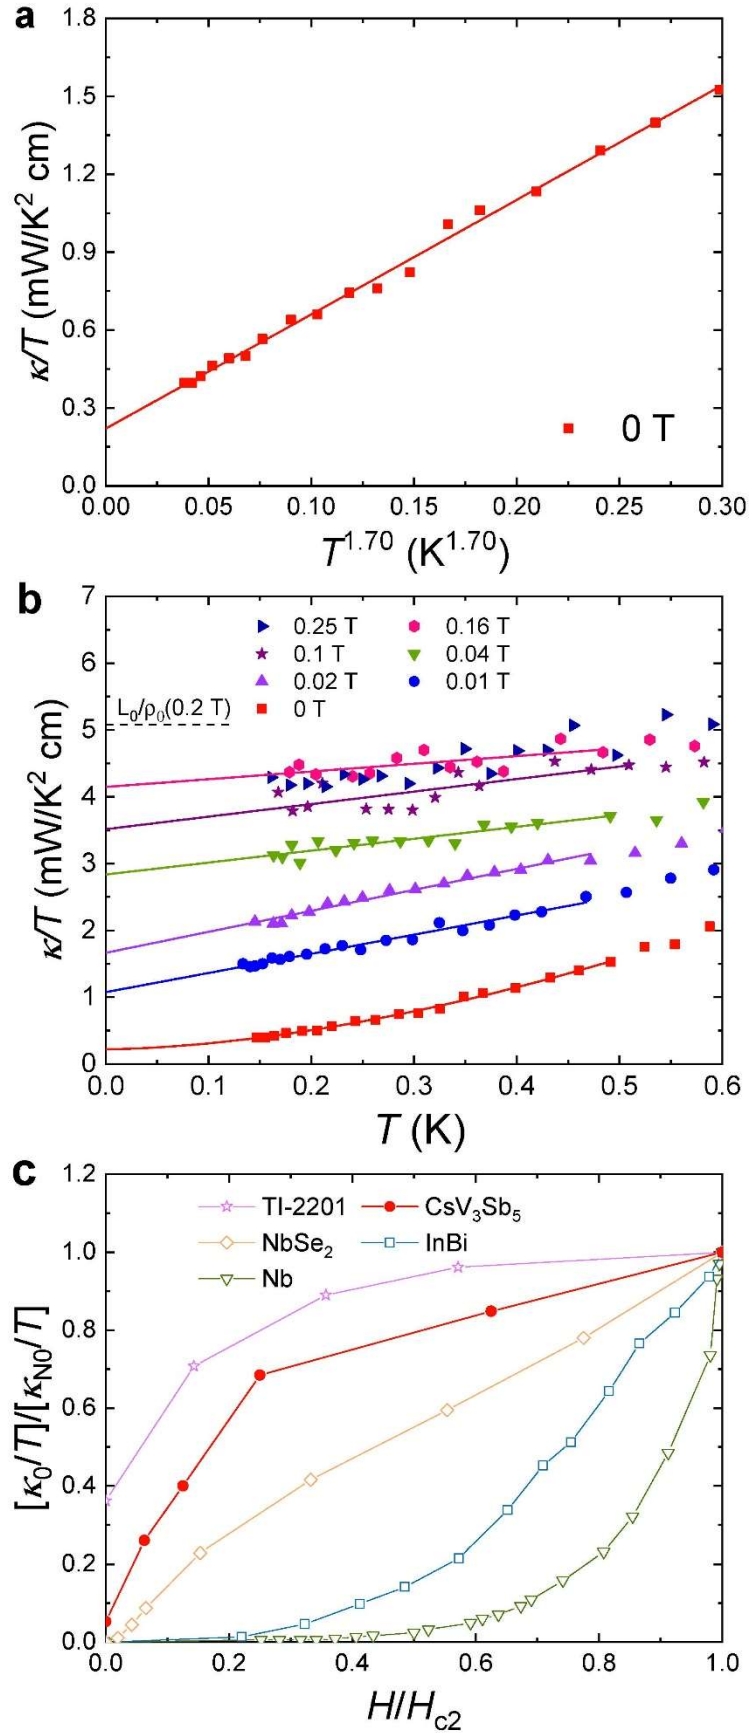 a
1.8
1.5
1.2
0.9
0.6
0.3
0.0
κ/T (mW/K² cm)
0 T
0.00 0.05 0.10 0.15 0.20 0.25 0.30
T¹·⁷⁰ (K¹·⁷⁰)
b
7
6
5
4
3
2
1
0
κ/T (mW/K² cm)
0.25 T 0.16 T
0.1 T 0.04 T
0.02 T 0.01 T
0 T
L₀/ρ₀(0.2 T)
0.0 0.1 0.2 0.3 0.4 0.5 0.6
T (K)
c
1.2
1.0
0.8
0.6
0.4
0.2
0.0
[κ₀/T]/[κN0/T]
TI-2201 CsV₃Sb₅
NbSe₂ InBi
Nb
0.0 0.2 0.4 0.6 0.8 1.0
H/Hc2